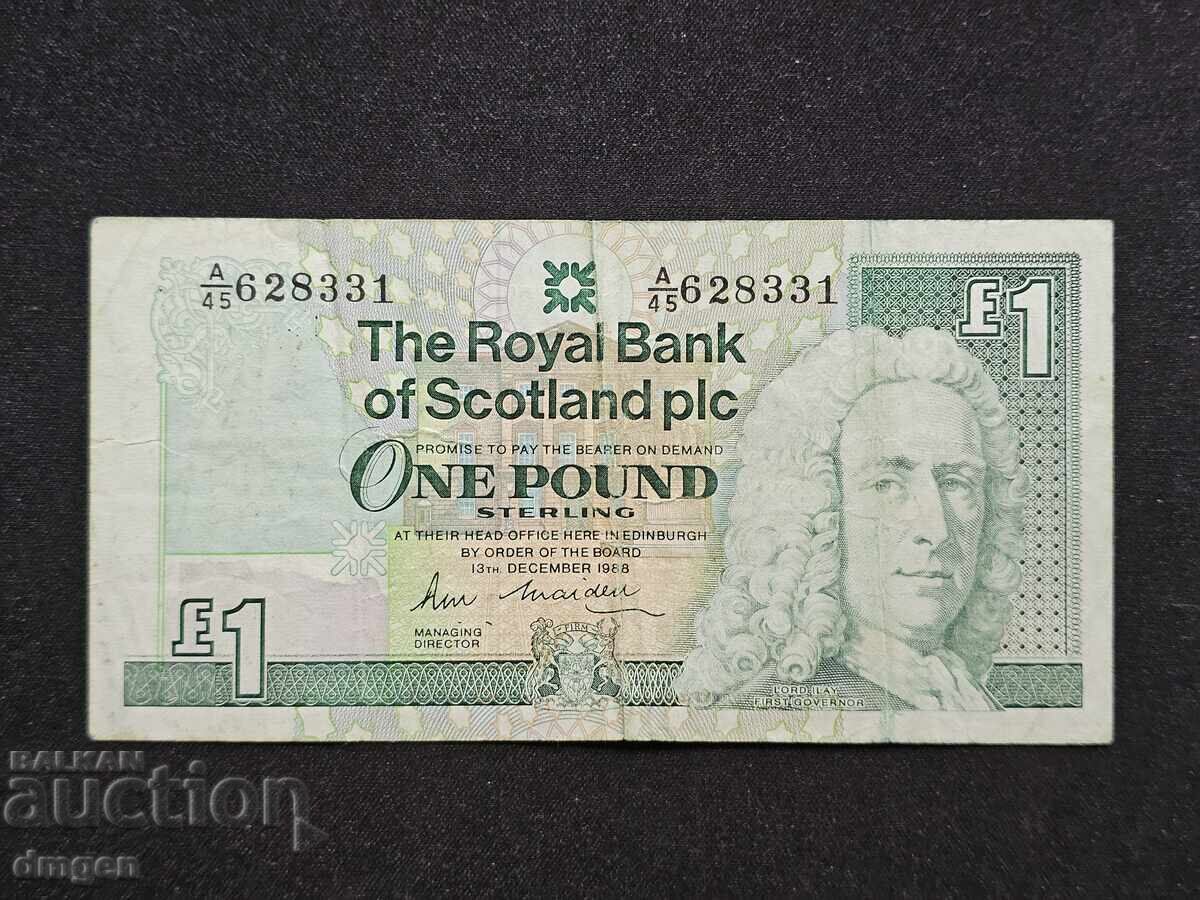 A/45 628331 A/45 628331
£1
The Royal Bank
of Scotland plc
PROMISE TO PAY THE BEARER ON DEMAND
ONE POUND
STERLING
AT THEIR HEAD OFFICE HERE IN EDINBURGH
BY ORDER OF THE BOARD
13TH. DECEMBER 1988
MANAGING
DIRECTOR
£1
FIRM
LORD ILAY
FIRST GOVERNOR
BALKAN
auction
dmgen